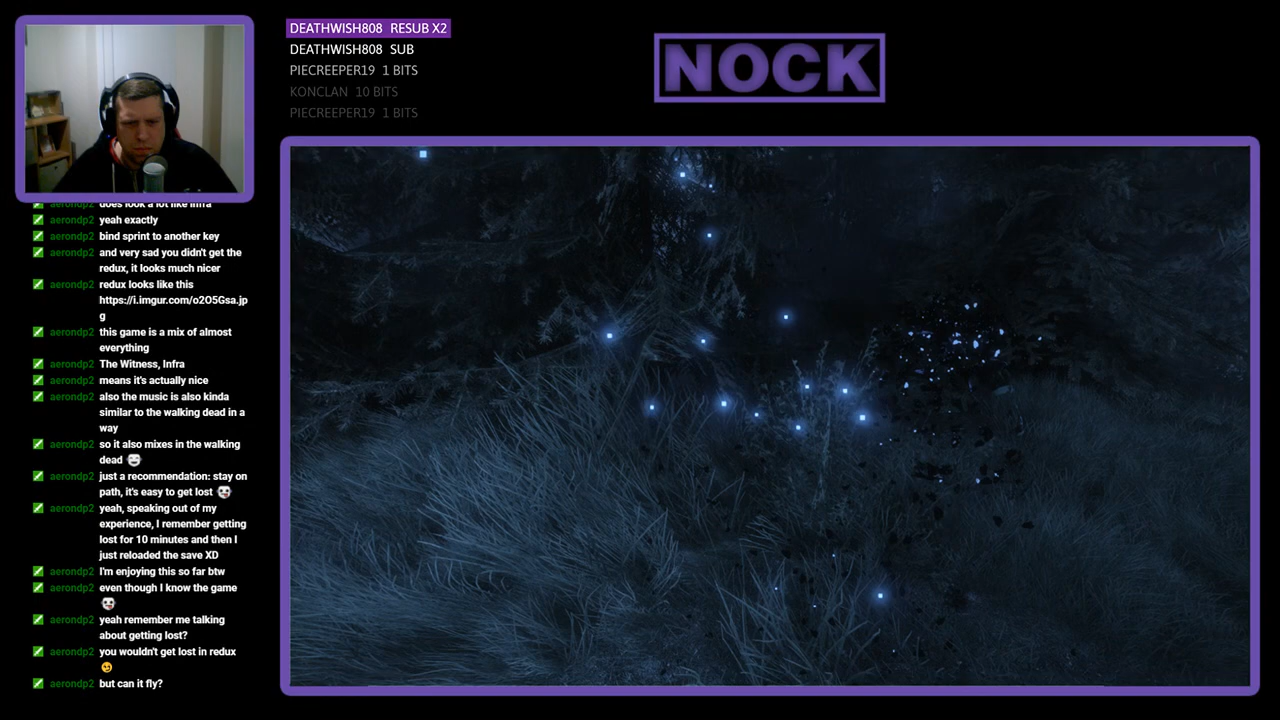 DEATHWISH808 RESUB X2
DEATHWISH808 SUB
PIECREEPER19 1 BITS
KONCLAN 10 BITS
PIECREEPER19 1 BITS
NOCK
does look a lot like infra
aerondp2 yeah exactly
aerondp2 bind sprint to another key
aerondp2 and very sad you didn't get the
redux, it looks much nicer
aerondp2 redux looks like this
https://i.imgur.com/o2O5Gsa.jp
g
aerondp2 this game is a mix of almost
everything
aerondp2 The Witness, Infra
aerondp2 means it's actually nice
aerondp2 also the music is also kinda
similar to the walking dead in a
way
aerondp2 so it also mixes in the walking
dead
aerondp2 just a recommendation: stay on
path, it's easy to get lost
aerondp2 yeah, speaking out of my
experience, I remember getting
lost for 10 minutes and then I
just reloaded the save XD
aerondp2 I'm enjoying this so far btw
aerondp2 even though I know the game
aerondp2 yeah remember me talking
about getting lost?
aerondp2 you wouldn't get lost in redux
aerondp2 but can it fly?